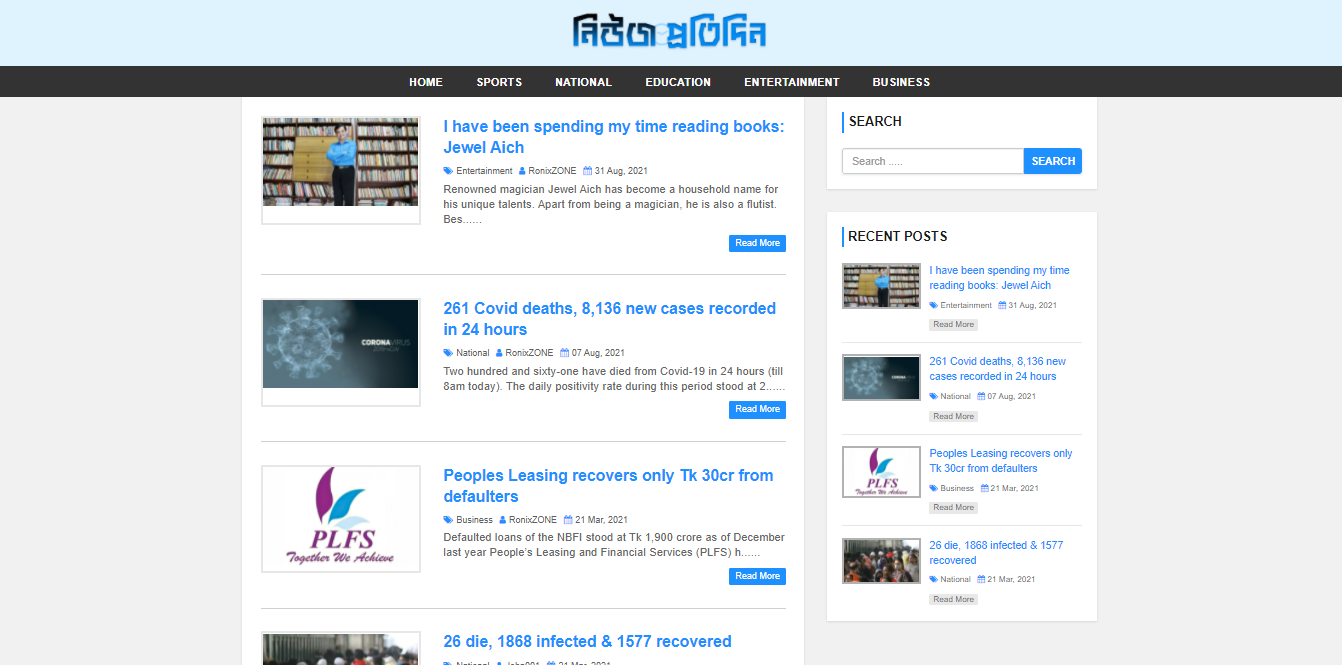 নিউজ প্রতিদিন
HOME SPORTS NATIONAL EDUCATION ENTERTAINMENT BUSINESS
I have been spending my time reading books:
Jewel Aich
Entertainment RonixZONE 31 Aug, 2021
Renowned magician Jewel Aich has become a household name for
his unique talents. Apart from being a magician, he is also a flutist.
Bes......
Read More
261 Covid deaths, 8,136 new cases recorded
in 24 hours
CORONAVIRUS
National RonixZONE 07 Aug, 2021
Two hundred and sixty-one have died from Covid-19 in 24 hours (till
8am today). The daily positivity rate during this period stood at 2......
Read More
PLFS
Together We Achieve
Peoples Leasing recovers only Tk 30cr from
defaulters
Business RonixZONE 21 Mar, 2021
Defaulted loans of the NBFI stood at Tk 1,900 crore as of December
last year People's Leasing and Financial Services (PLFS) h......
Read More
26 die, 1868 infected & 1577 recovered
National 21 Mar, 2021
SEARCH
Search .....
SEARCH
RECENT POSTS
I have been spending my time
reading books: Jewel Aich
Entertainment 31 Aug, 2021
Read More
261 Covid deaths, 8,136 new
cases recorded in 24 hours
National 07 Aug, 2021
Read More
PLFS
Together We Achieve
Peoples Leasing recovers only
Tk 30cr from defaulters
Business 21 Mar, 2021
Read More
26 die, 1868 infected & 1577
recovered
National 21 Mar, 2021
Read More